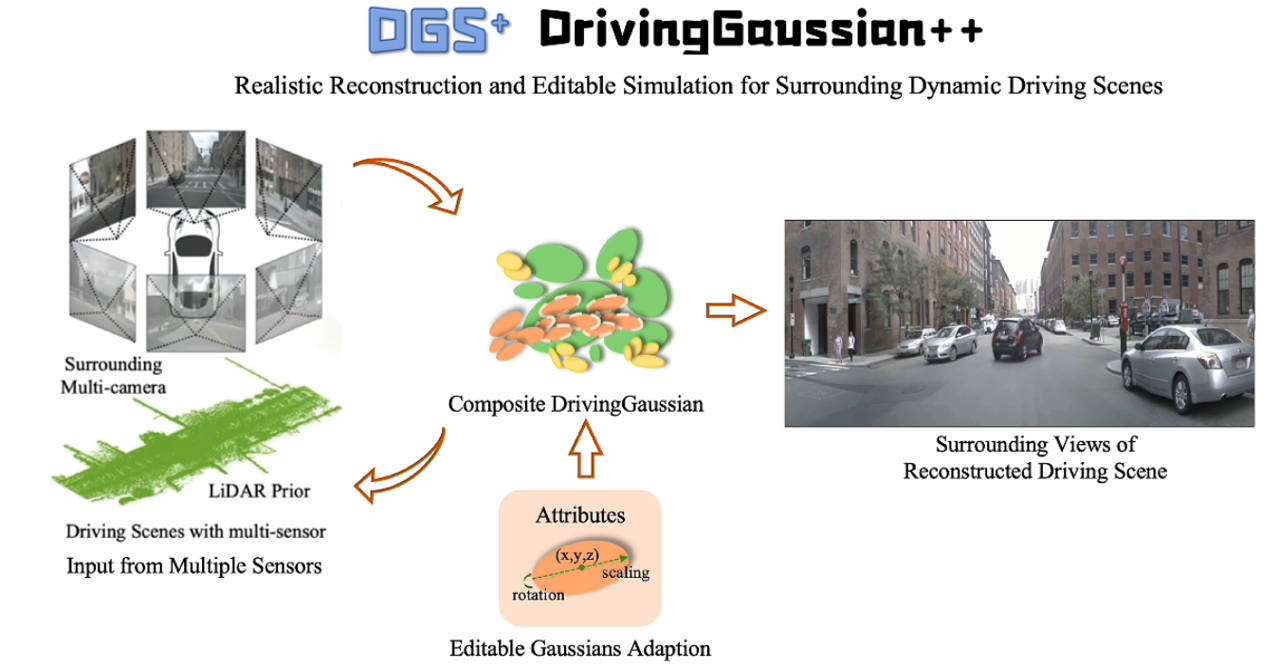 DGS+ DrivingGaussian++
Realistic Reconstruction and Editable Simulation for Surrounding Dynamic Driving Scenes
Surrounding
Multi-camera
LiDAR Prior
Driving Scenes with multi-sensor
Input from Multiple Sensors
Composite DrivingGaussian
Attributes
(x,y,z)
scaling
rotation
Editable Gaussians Adaption
Surrounding Views of
Reconstructed Driving Scene